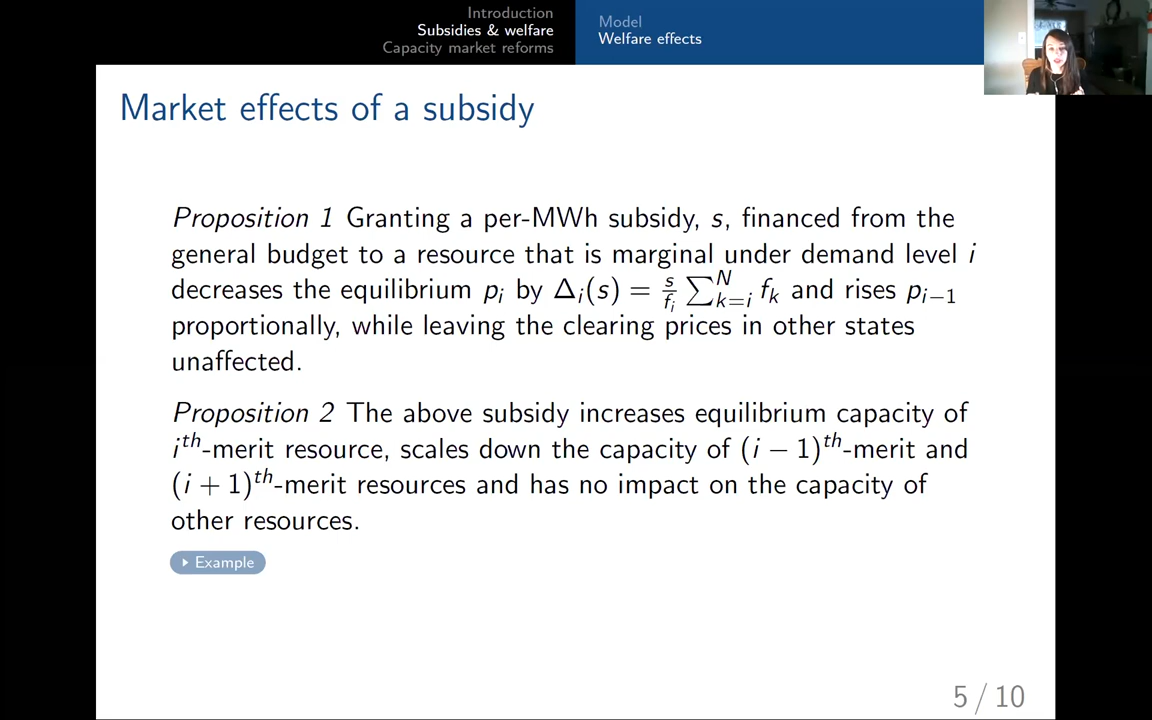 Introduction
Subsidies & welfare
Capacity market reforms
Model
Welfare effects
Market effects of a subsidy
Proposition 1 Granting a per-MWh subsidy, s, financed from the
general budget to a resource that is marginal under demand level i
decreases the equilibrium p_i by Δ_i(s) = s/f_i ∑_{k=i}^N f_k and rises p_{i−1}
proportionally, while leaving the clearing prices in other states
unaffected.
Proposition 2 The above subsidy increases equilibrium capacity of
i^{th}-merit resource, scales down the capacity of (i − 1)^{th}-merit and
(i + 1)^{th}-merit resources and has no impact on the capacity of
other resources.
Example
5 / 10